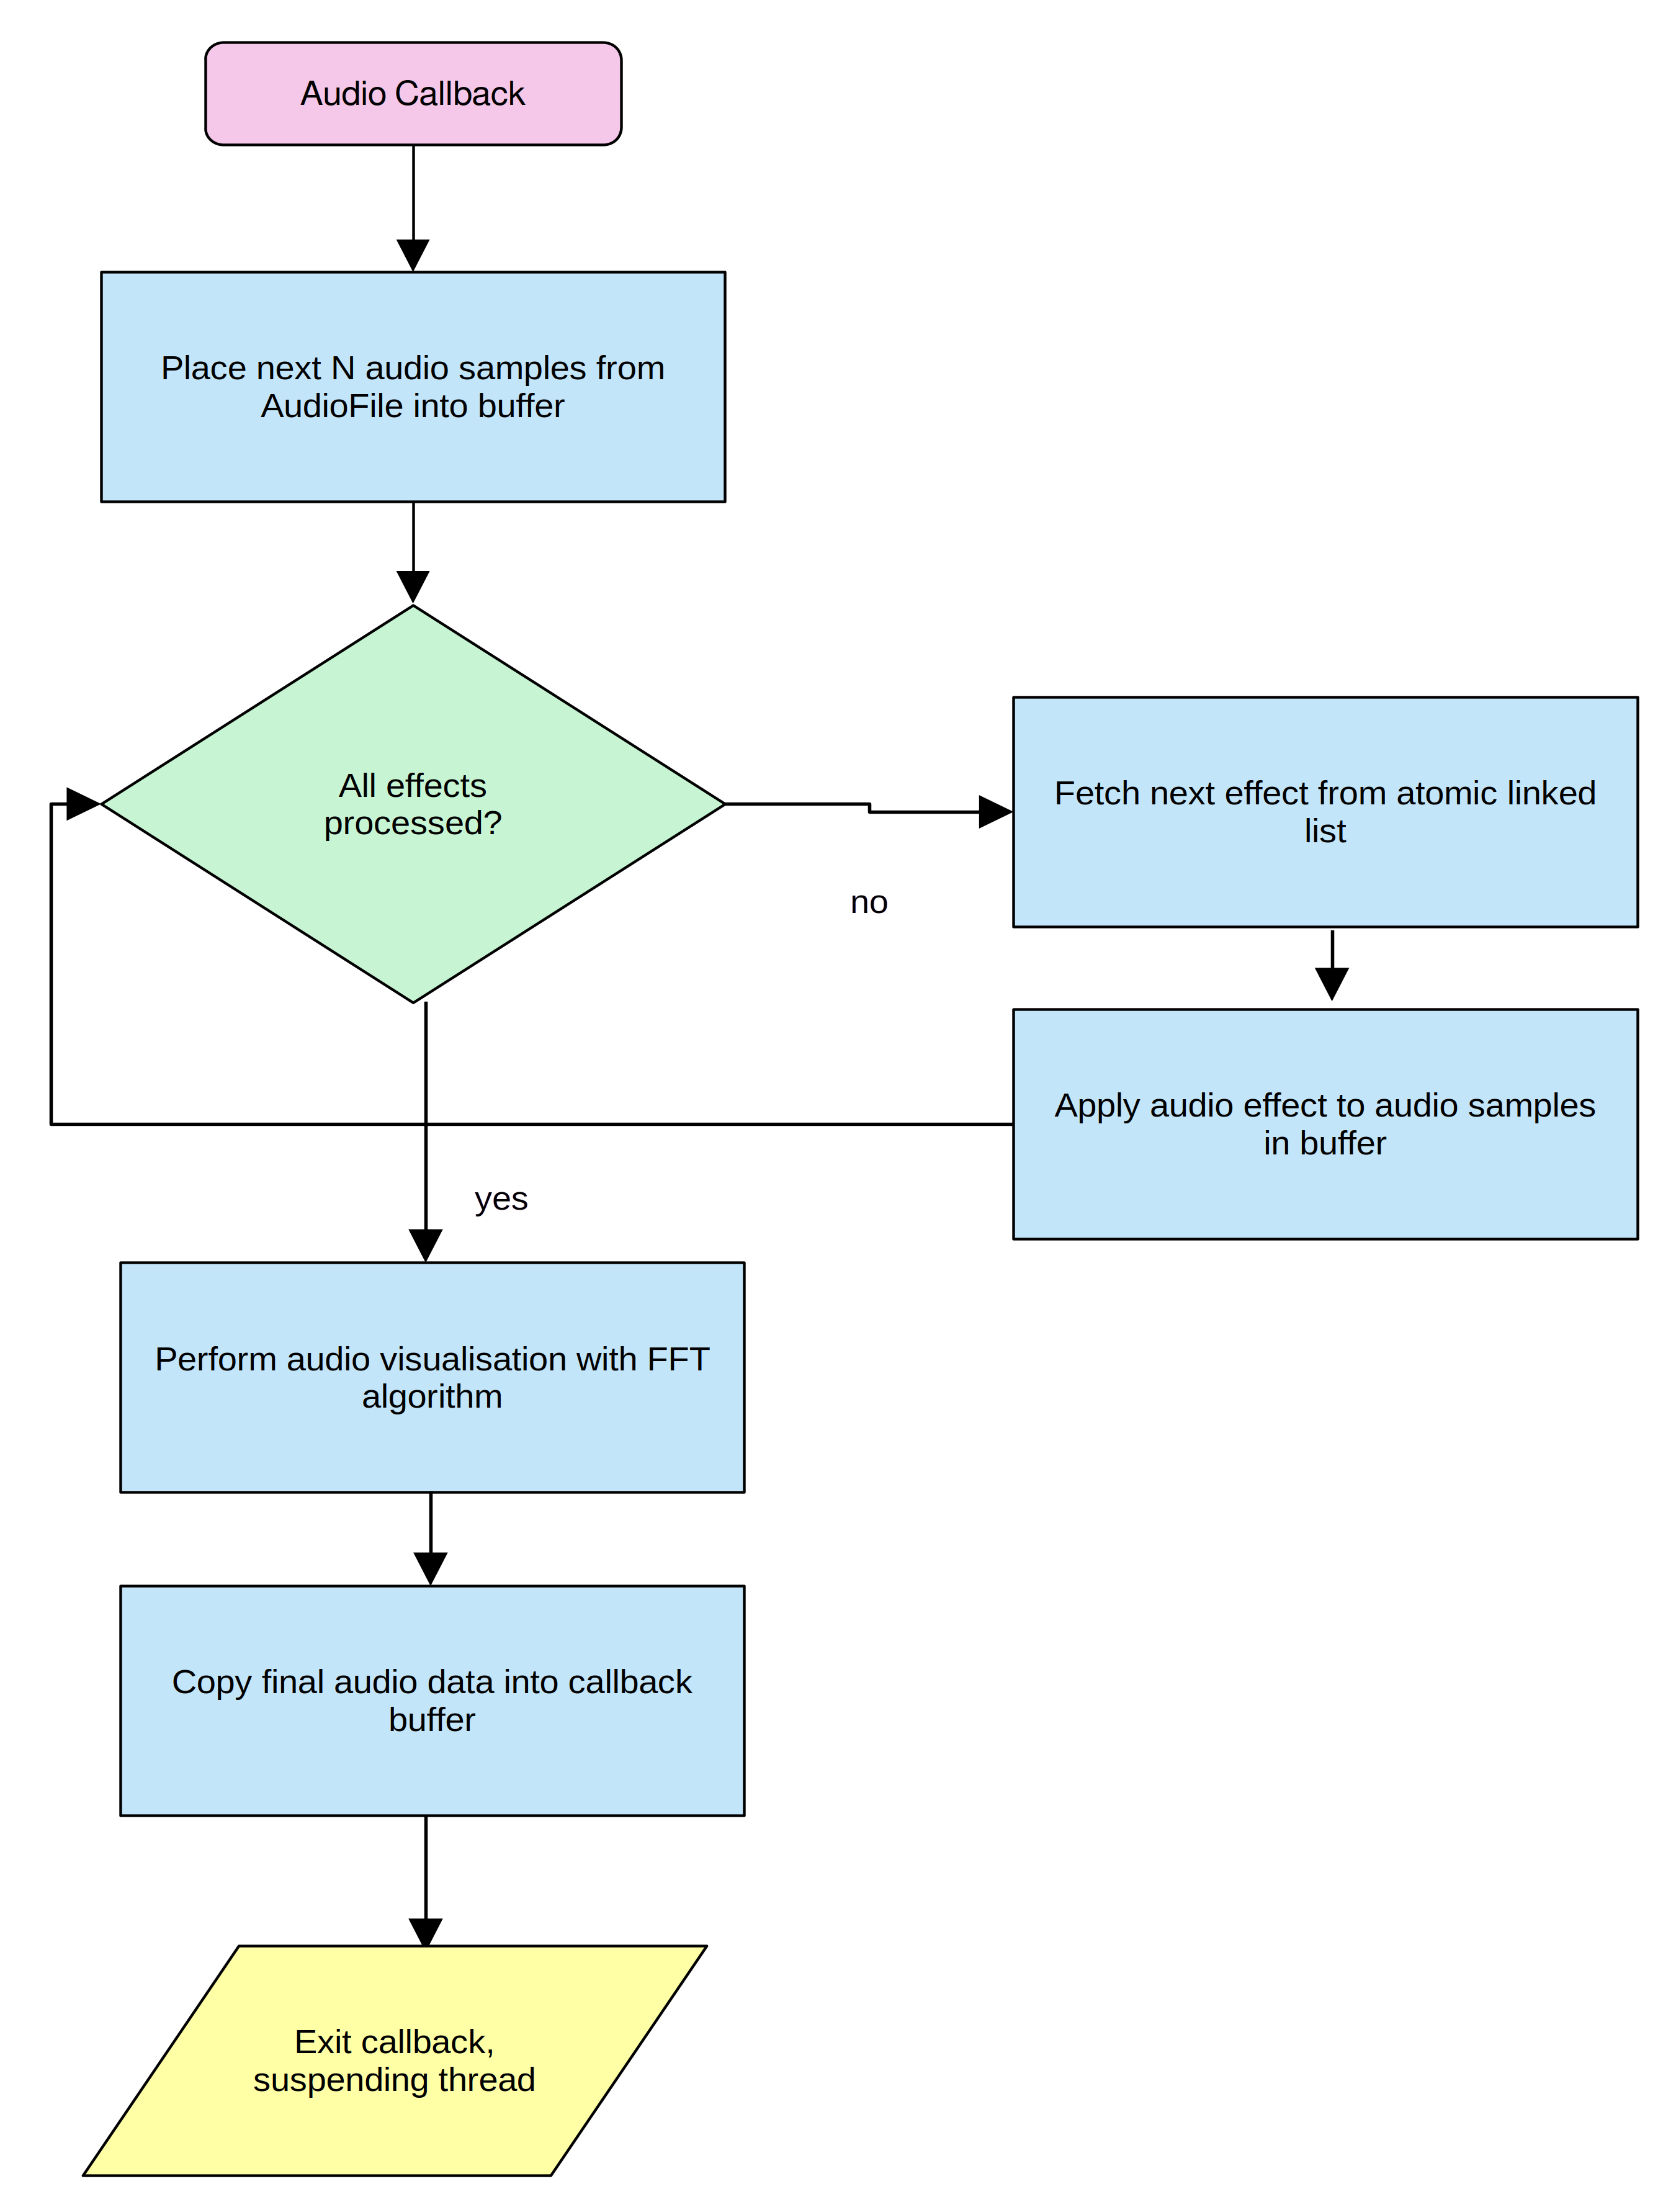 Audio Callback
Place next N audio samples from
AudioFile into buffer
All effects
processed?
no
Fetch next effect from atomic linked
list
Apply audio effect to audio samples
in buffer
yes
Perform audio visualisation with FFT
algorithm
Copy final audio data into callback
buffer
Exit callback,
suspending thread